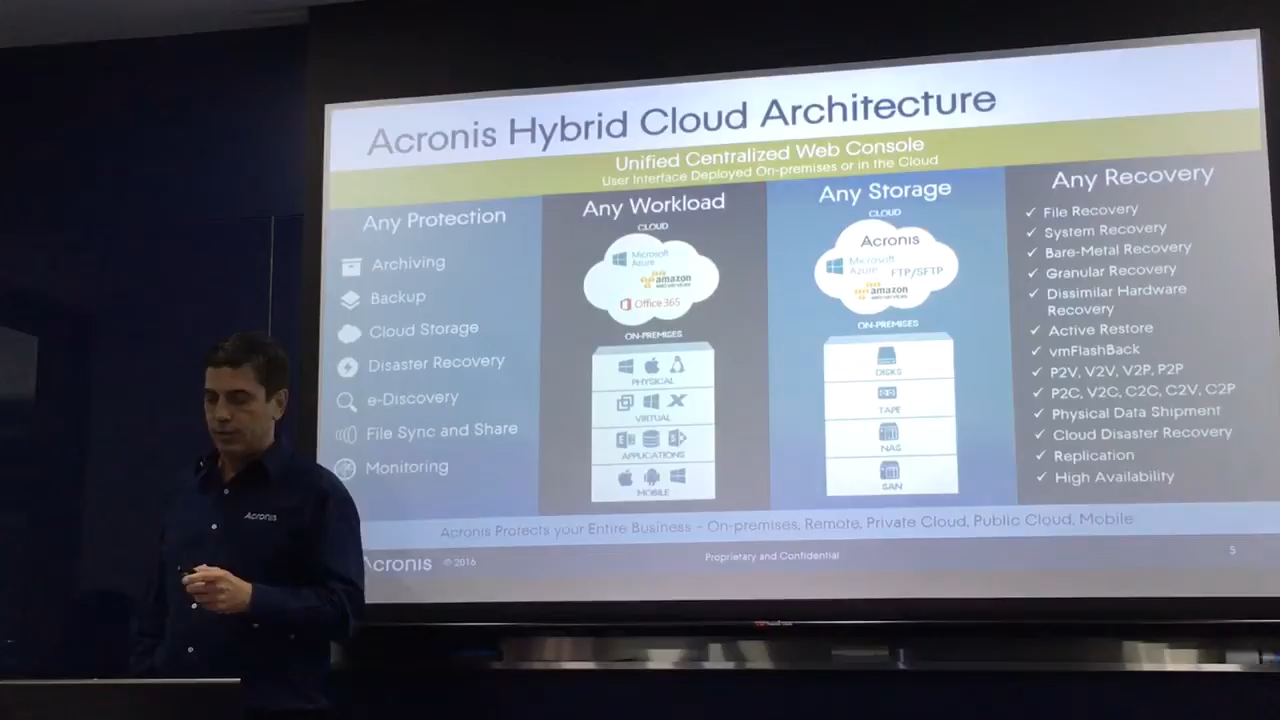 Acronis Hybrid Cloud Architecture
Unified Centralized Web Console
User Interface Deployed On-premises or in the Cloud
Any Protection
Archiving
Backup
Cloud Storage
Disaster Recovery
e-Discovery
File Sync and Share
Monitoring
Any Workload
CLOUD
Microsoft
Azure
amazon
web services
Office 365
ON-PREMISES
PHYSICAL
VIRTUAL
APPLICATIONS
MOBILE
Any Storage
CLOUD
Acronis
Microsoft
Azure
FTP/SFTP
amazon
web services
ON-PREMISES
DISKS
TAPE
NAS
SAN
Any Recovery
✓ File Recovery
✓ System Recovery
✓ Bare-Metal Recovery
✓ Granular Recovery
✓ Dissimilar Hardware
Recovery
✓ Active Restore
✓ vmFlashBack
✓ P2V, V2V, V2P, P2P
✓ P2C, V2C, C2C, C2V, C2P
✓ Physical Data Shipment
✓ Cloud Disaster Recovery
✓ Replication
✓ High Availability
Acronis Protects your Entire Business – On-premises, Remote, Private Cloud, Public Cloud, Mobile
Acronis © 2016
Proprietary and Confidential
5
Acronis